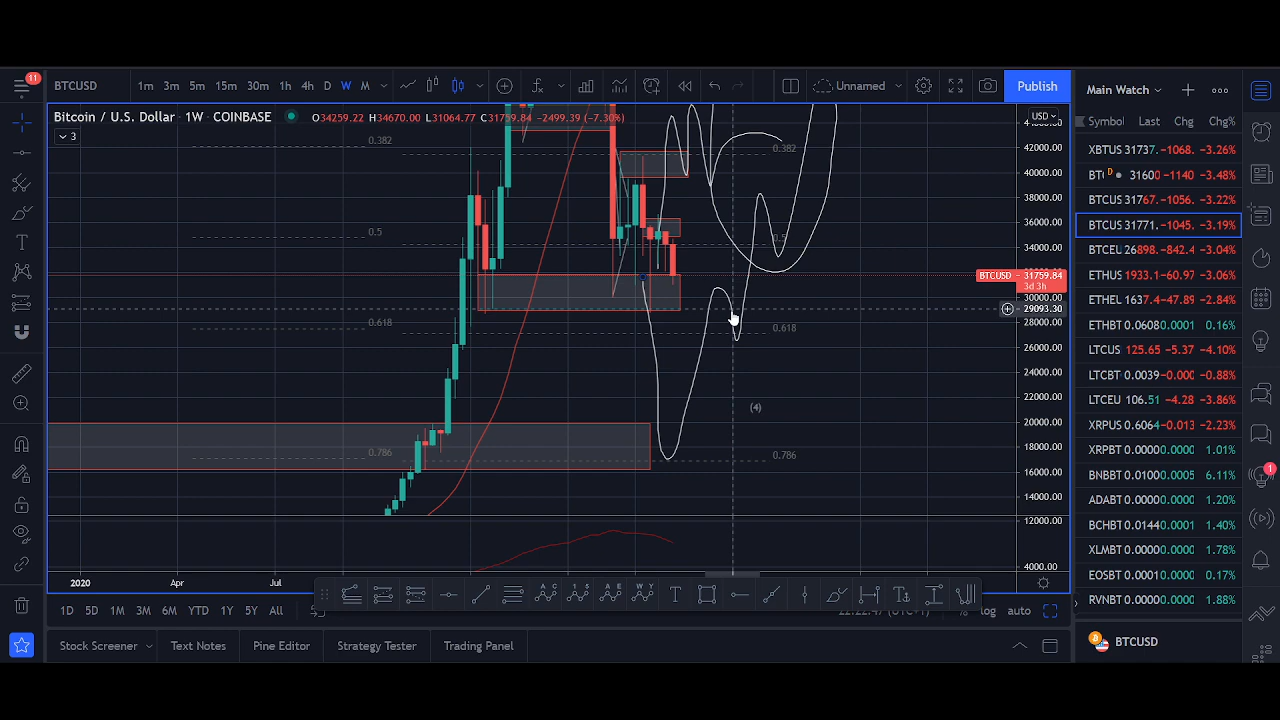 11
BTCUSD 1m 3m 5m 15m 30m 1h 4h D W M Unnamed Publish Main Watch
Bitcoin / U.S. Dollar 1W COINBASE O34259.22 H34670.00 L31064.77 C31759.84 −2499.39 (−7.30%) USD
3
Symbol Last Chg Chg%
XBTUS 31737. −1068. −3.26%
BT D 31600 −1140 −3.48%
BTCUS 31767. −1056. −3.22%
BTCUS 31771. −1045. −3.19%
BTCEU 26898. −842.4 −3.04%
ETHUS 1933.1 −60.97 −3.06%
ETHEL 1637.4 −47.89 −2.84%
ETHBT 0.0608 0.0001 0.16%
LTCUS 125.65 −5.37 −4.10%
LTCBT 0.0039 −0.000 −0.88%
LTCEU 106.51 −4.28 −3.86%
XRPUS 0.6064 −0.013 −2.23%
XRPBT 0.0000 0.0000 1.01%
BNBBT 0.0100 0.0005 6.11%
ADABT 0.0000 0.0000 1.20%
BCHBT 0.0144 0.0001 1.40%
XLMBT 0.0000 0.0000 1.78%
EOSBT 0.0000 0.0000 0.17%
RVNBT 0.0000 0.0000 1.88%
1
BTCUSD
0.382
0.382
0.5
0.5
0.618
0.618
(4)
0.786
0.786
42000.00
40000.00
38000.00
36000.00
34000.00
BTCUSD 31759.84
3d 3h
30000.00
29093.30
28000.00
26000.00
24000.00
22000.00
20000.00
18000.00
16000.00
14000.00
12000.00
4000.00
2020 Apr Jul
1D 5D 1M 3M 6M YTD 1Y 5Y All
% log auto
Stock Screener Text Notes Pine Editor Strategy Tester Trading Panel